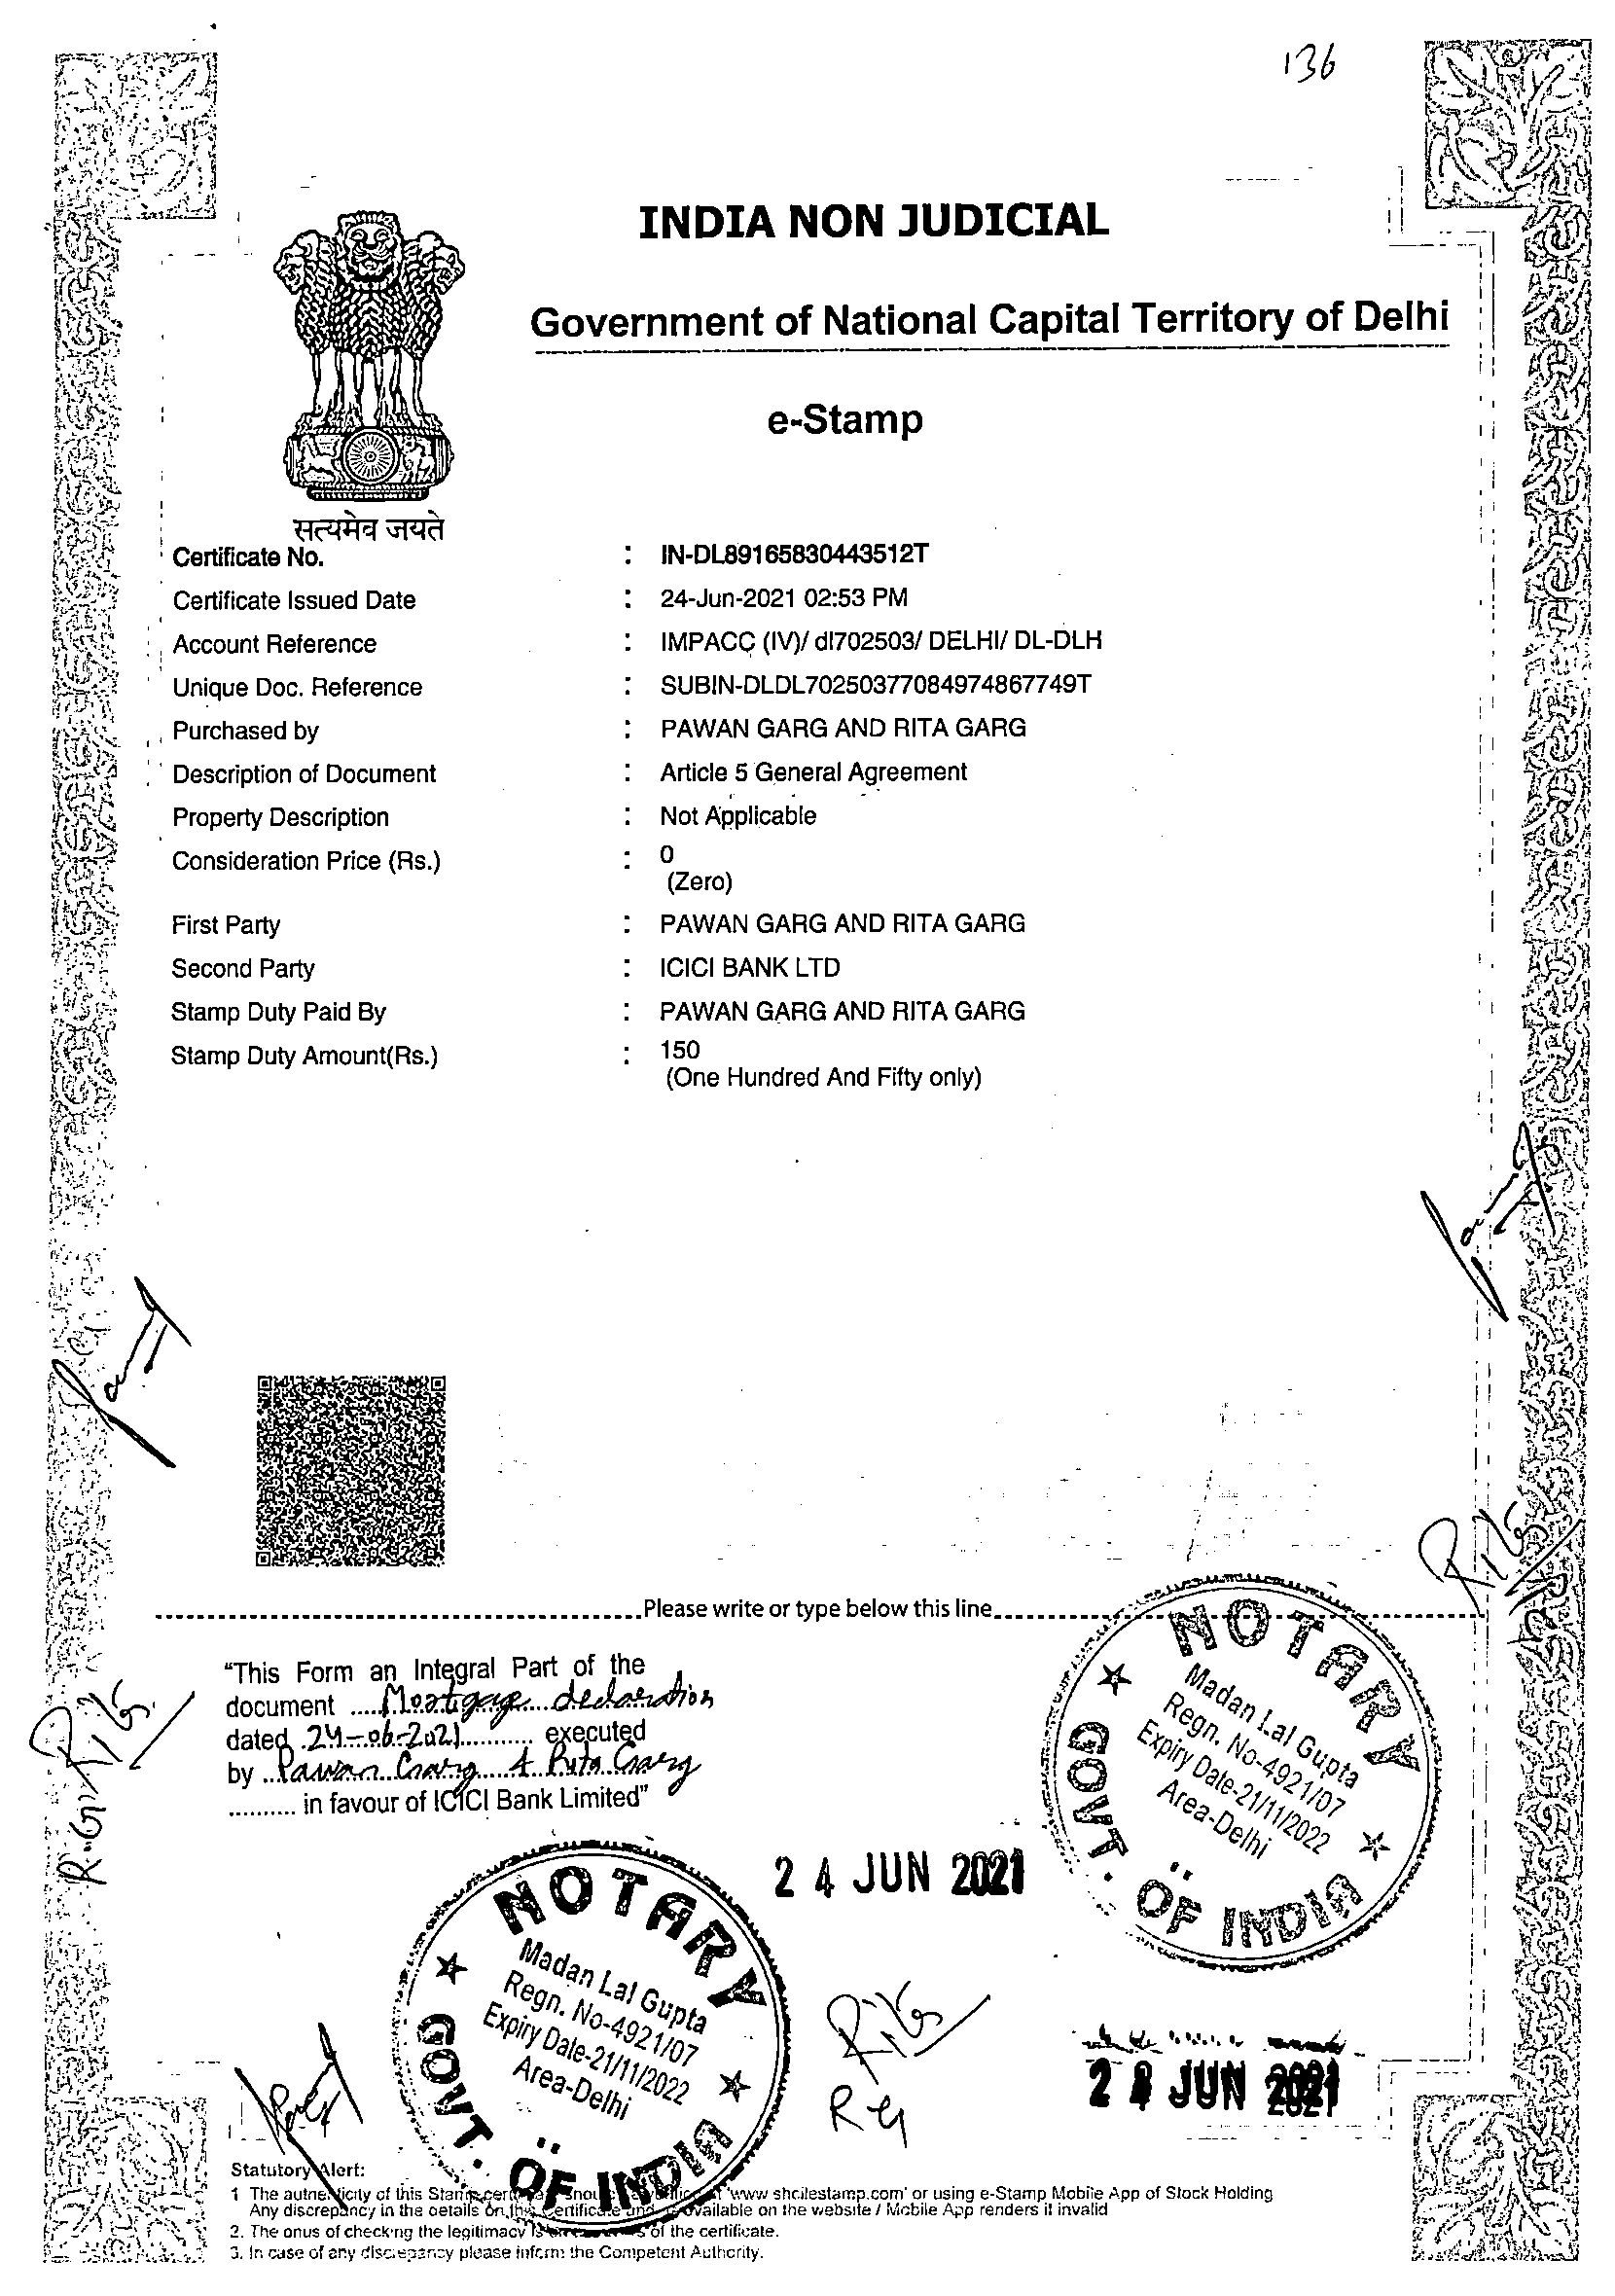 136
INDIA NON JUDICIAL
Government of National Capital Territory of Delhi
e-Stamp
सत्यमेव जयते
Certificate No. : IN-DL89165830443512T
Certificate Issued Date : 24-Jun-2021 02:53 PM
Account Reference : IMPACC (IV)/ dl702503/ DELHI/ DL-DLH
Unique Doc. Reference : SUBIN-DLDL70250377084974867749T
Purchased by : PAWAN GARG AND RITA GARG
Description of Document : Article 5 General Agreement
Property Description : Not Applicable
Consideration Price (Rs.) : 0
(Zero)
First Party : PAWAN GARG AND RITA GARG
Second Party : ICICI BANK LTD
Stamp Duty Paid By : PAWAN GARG AND RITA GARG
Stamp Duty Amount(Rs.) : 150
(One Hundred And Fifty only)
Please write or type below this line
"This Form an Integral Part of the
document ..... Mortgage declaration
dated 24-06-2021 executed
by Pawan Garg & Rita Garg
.......... in favour of ICICI Bank Limited"
NOTARY
Madan Lal Gupta
Regn. No-4921/07
Expiry Date-21/11/2022
Area-Delhi
GOVT. OF INDIA
24 JUN 2021
NOTARY
Madan Lal Gupta
Regn. No-4921/07
Expiry Date-21/11/2022
Area-Delhi
GOVT. OF INDIA
24 JUN 2021
Statutory Alert:
1 The authenticity of this Stamp 'www shcilestamp.com' or using e-Stamp Mobile App of Stock Holding
Any discrepancy in the details on this Certificate and available on the website / Mobile App renders it invalid
2. The onus of checking the legitimacy of the certificate.
3. In case of any discrepancy please inform the Competent Authority.